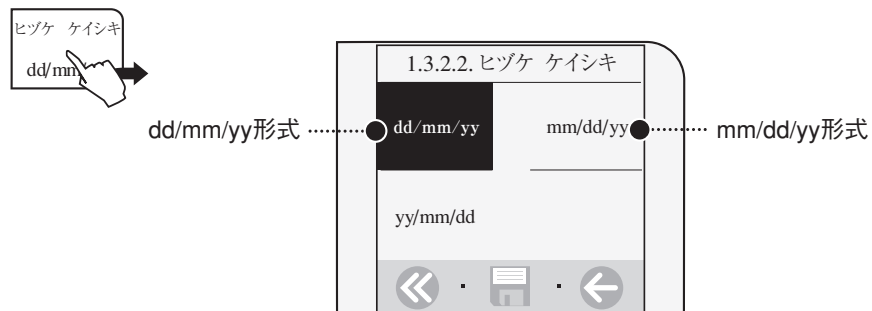 ヒヅケ ケイシキ
dd/mm
1.3.2.2. ヒヅケ ケイシキ
dd/mm/yy形式
dd/mm/yy
mm/dd/yy
mm/dd/yy形式
yy/mm/dd